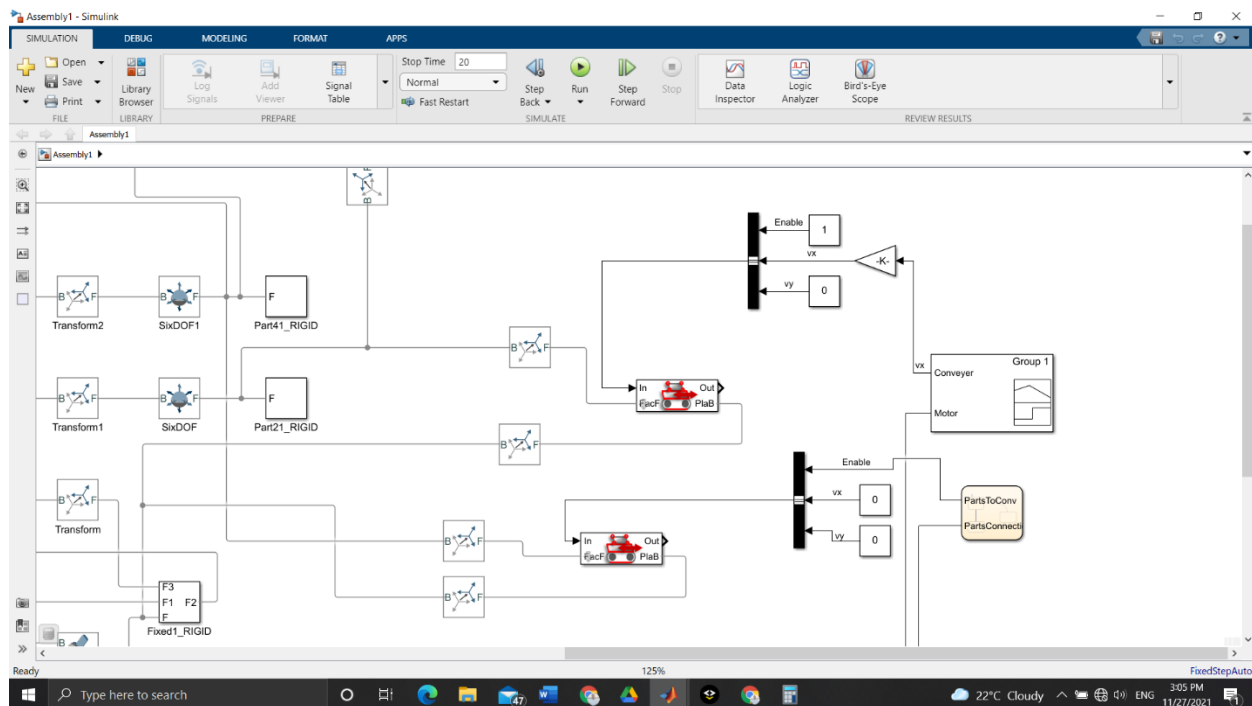 Assembly1 - Simulink
SIMULATION DEBUG MODELING FORMAT APPS
New
Open
Save
Print
FILE
Library
Browser
LIBRARY
Log
Signals
Add
Viewer
Signal
Table
PREPARE
Stop Time 20
Normal
Fast Restart
Step
Back
Run
Step
Forward
Stop
SIMULATE
Data
Inspector
Logic
Analyzer
Bird's-Eye
Scope
REVIEW RESULTS
Assembly1
Assembly1
B
Enable
1
vx
-K-
vy
0
B F
Transform2
B F
SixDOF1
F
Part41_RIGID
B F
vx
Conveyer
Group 1
Motor
In Out
FacF PlaB
B F
Transform1
B F
SixDOF
F
Part21_RIGID
B F
Enable
vx
0
vy
0
PartsToConv
PartsConnecti
B F
Transform
B F
In Out
FacF PlaB
B F
F3
F1 F2
F
Fixed1_RIGID
B
Ready
125%
FixedStepAuto
Type here to search
47
22°C Cloudy
ENG
3:05 PM
11/27/2021
1